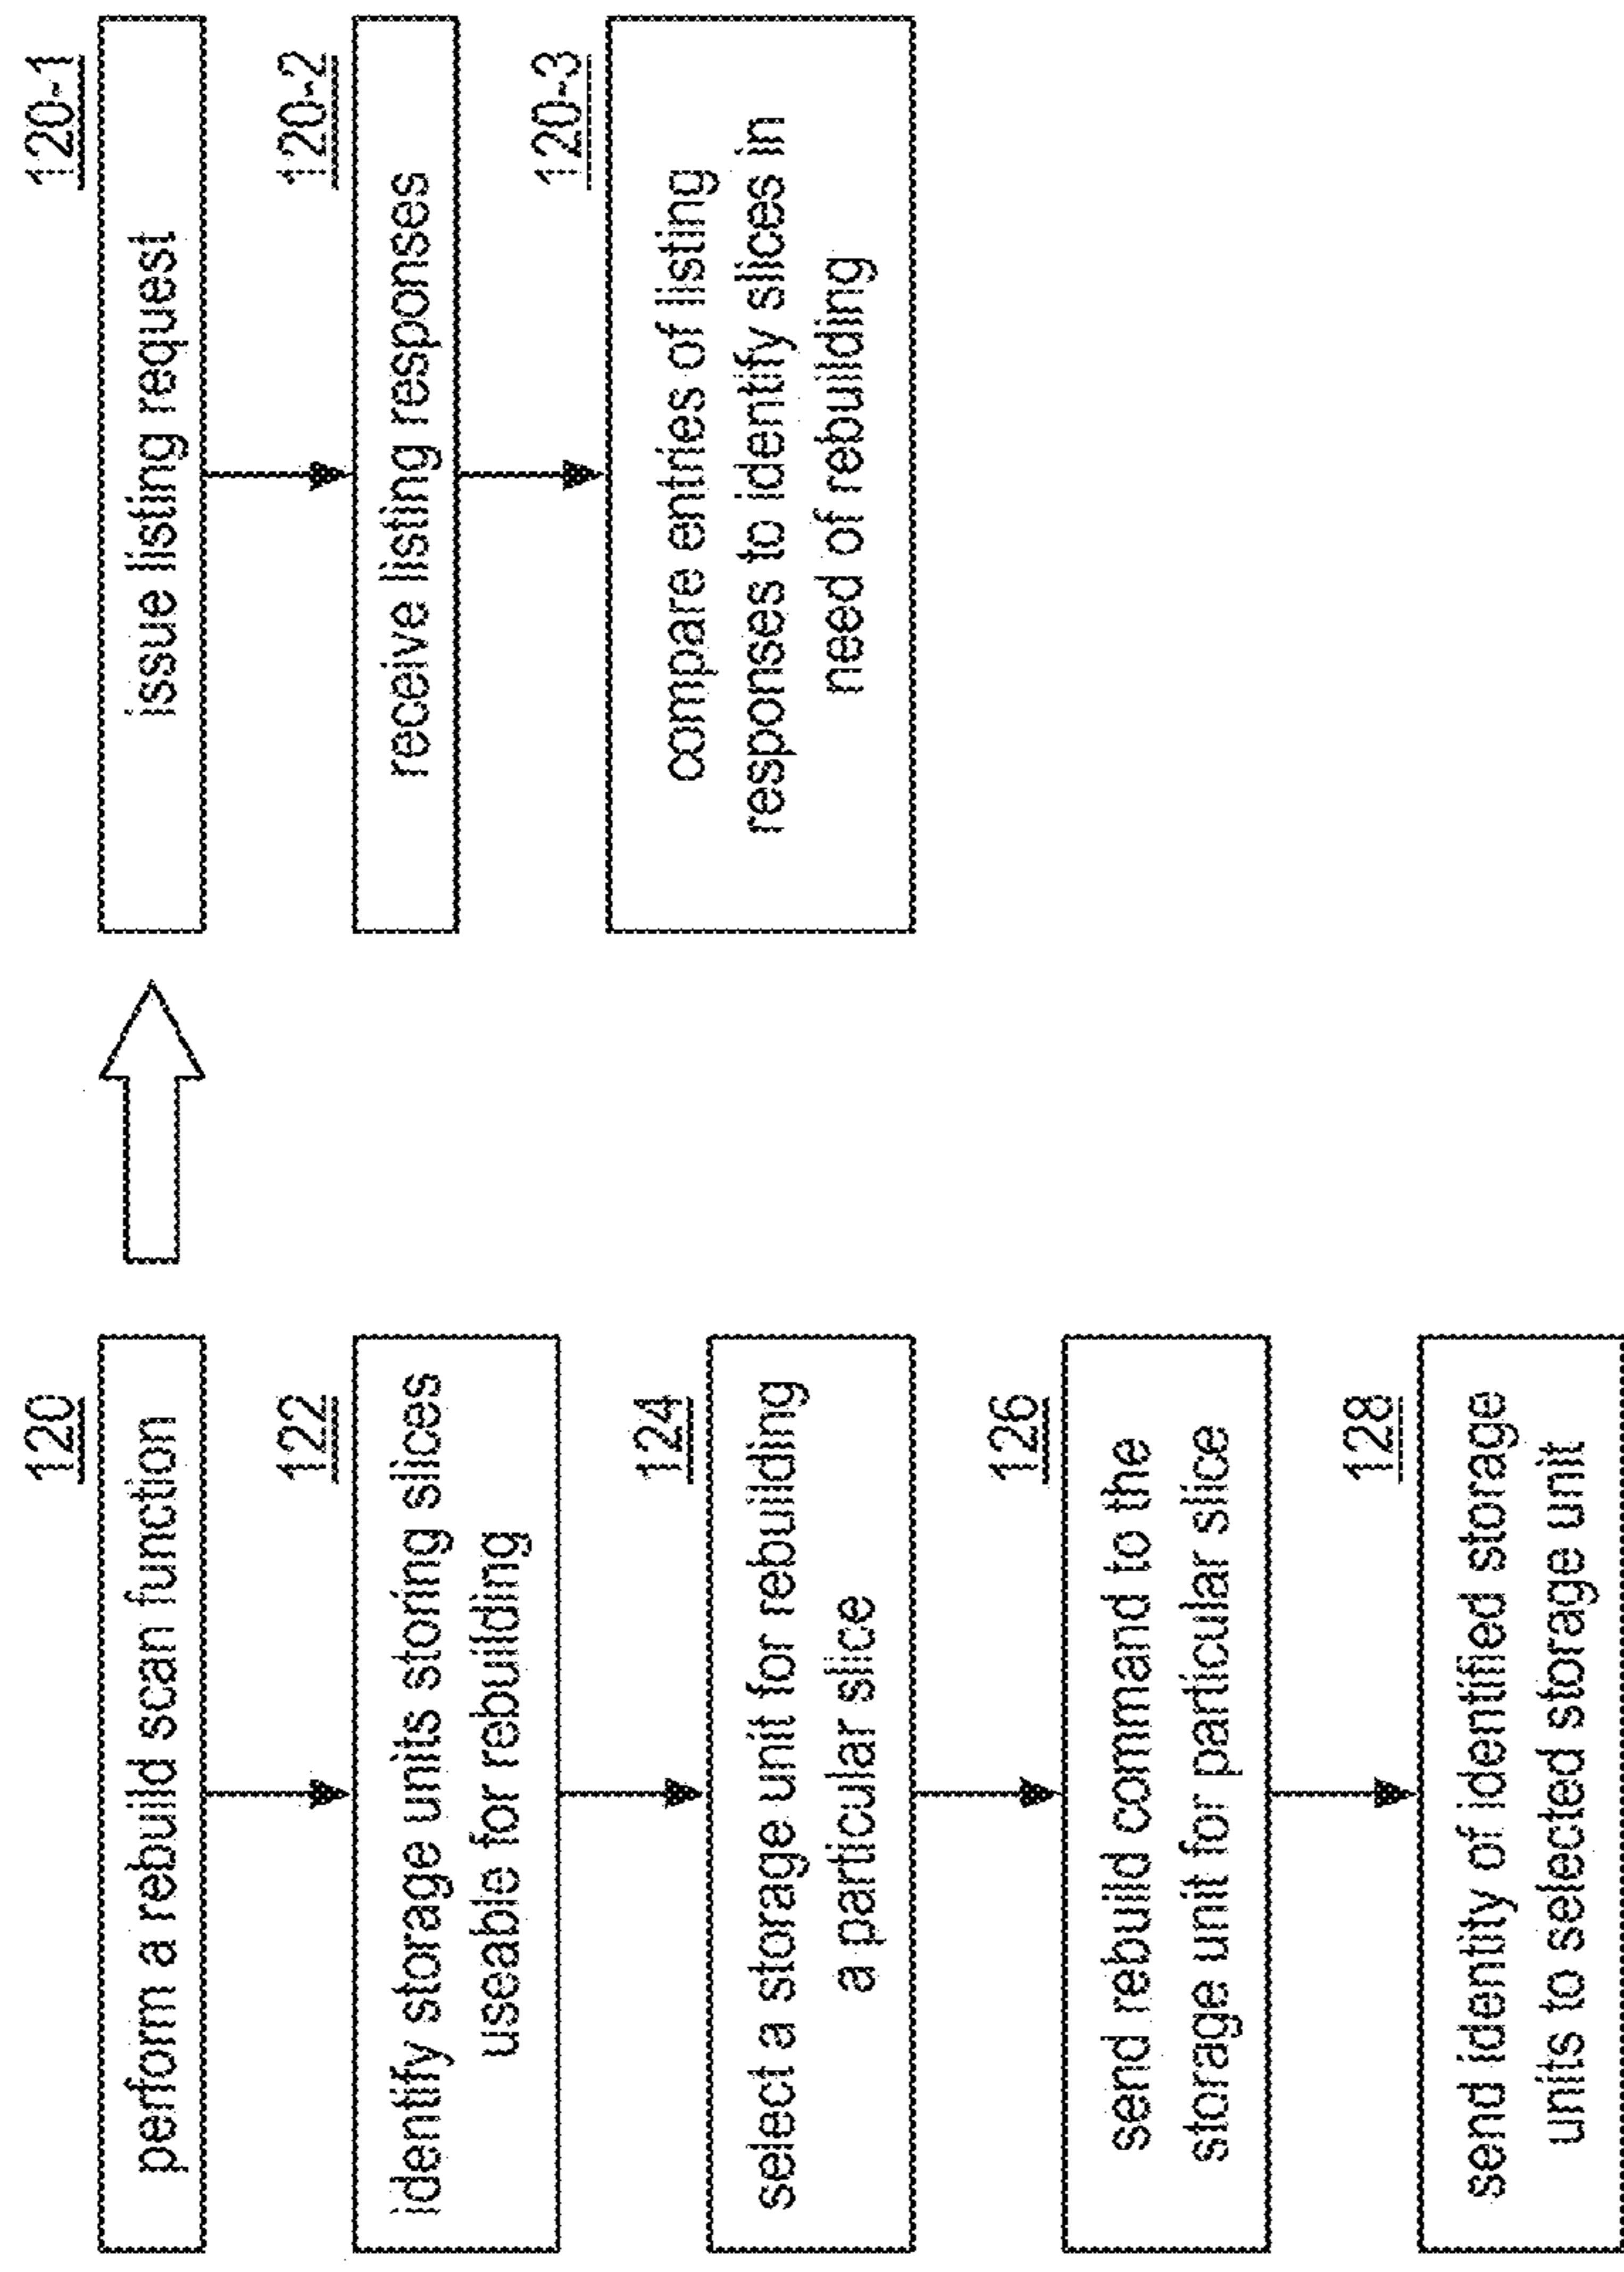 120
perform a rebuild scan function
122
identify storage units storing slices
useable for rebuilding
124
select a storage unit for rebuilding
a particular slice
126
send rebuild command to the
storage unit for particular slice
128
send identity of identified storage
units to selected storage unit
120-1
issue listing request
120-2
receive listing responses
120-3
compare entries of listing
responses to identify slices in
need of rebuilding